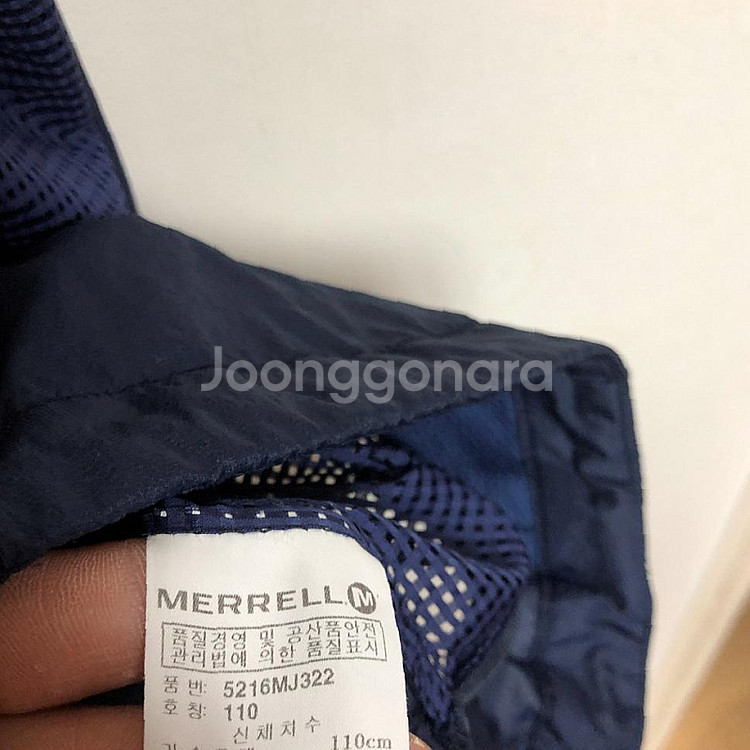 Joonggonara
MERRELL M
품질경영 및 공산품안전
관리법에 의한 품질표시
품 번: 5216MJ322
호 칭: 110
신 체 치 수
110cm